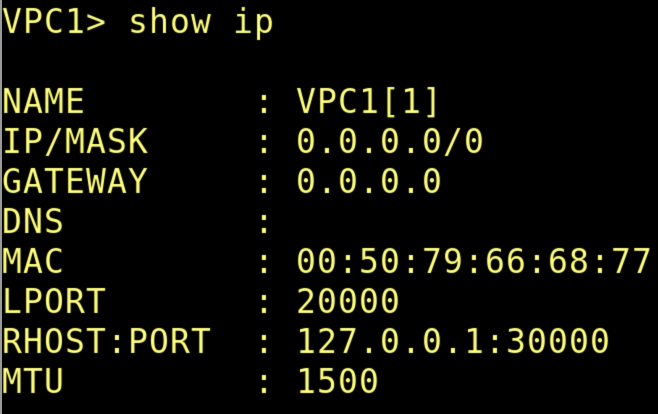 VPC1> show ip
NAME : VPC1[1]
IP/MASK : 0.0.0.0/0
GATEWAY : 0.0.0.0
DNS :
MAC : 00:50:79:66:68:77
LPORT : 20000
RHOST:PORT : 127.0.0.1:30000
MTU : 1500